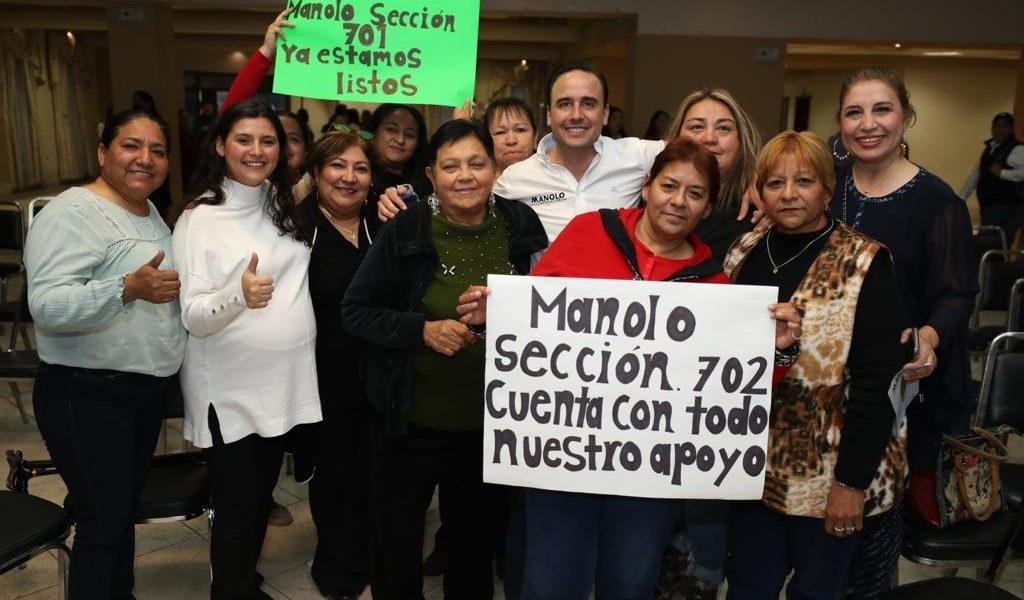 Manolo Sección
701
Ya estamos
listos
MANOLO
Manolo
Sección. 702
Cuenta con todo
nuestro apoyo